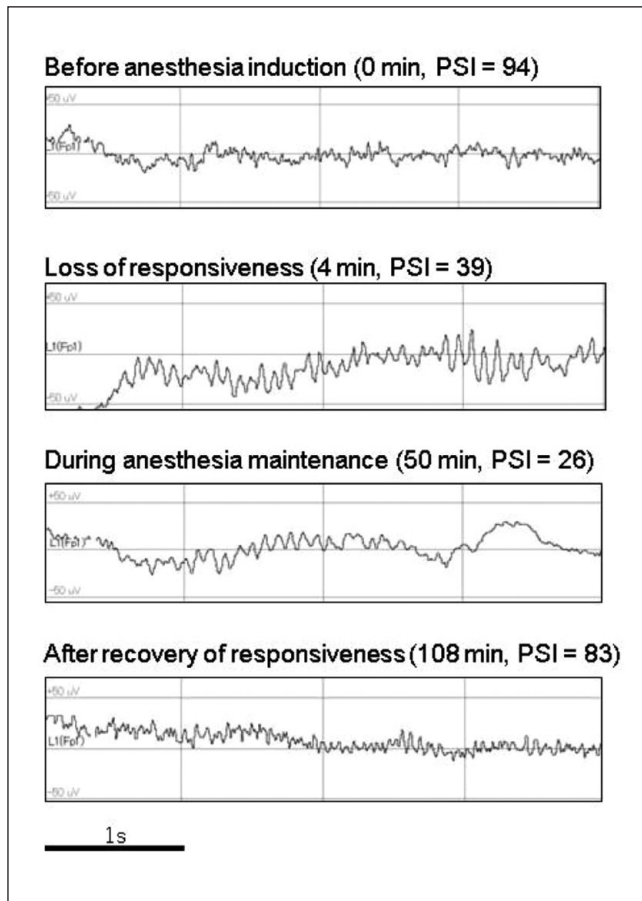 Before anesthesia induction (0 min, PSI = 94)
+50 uV
L1(Fp1)
-50 uV
Loss of responsiveness (4 min, PSI = 39)
+50 uV
L1(Fp1)
-50 uV
During anesthesia maintenance (50 min, PSI = 26)
+50 uV
L1(Fp1)
-50 uV
After recovery of responsiveness (108 min, PSI = 83)
+50 uV
L1(Fp1)
-50 uV
1s